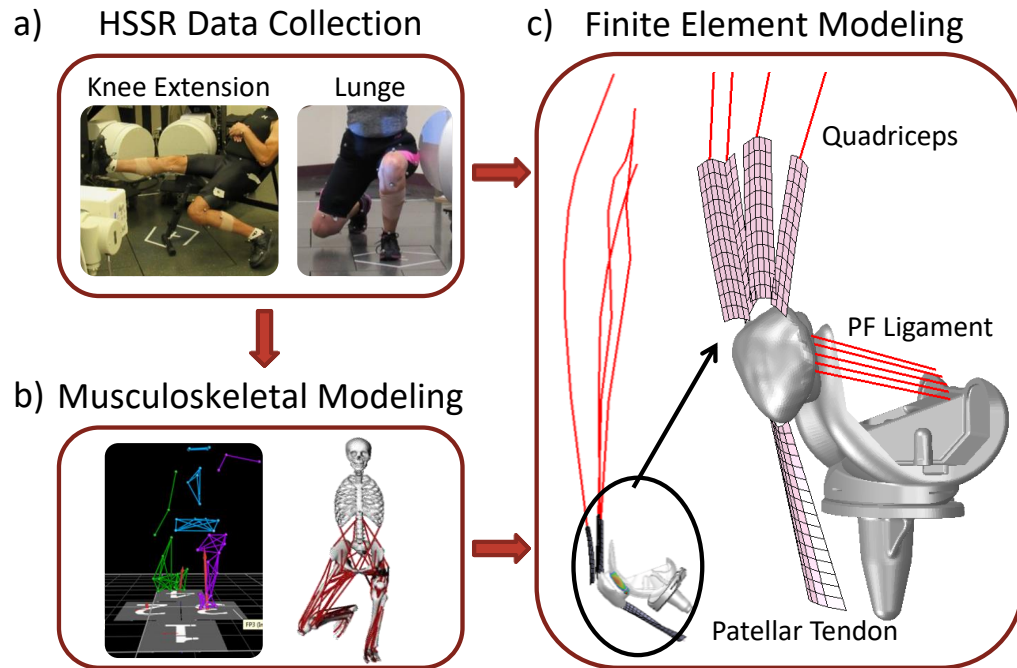 a) HSSR Data Collection
Knee Extension
Lunge
b) Musculoskeletal Modeling
c) Finite Element Modeling
Quadriceps
PF Ligament
Patellar Tendon